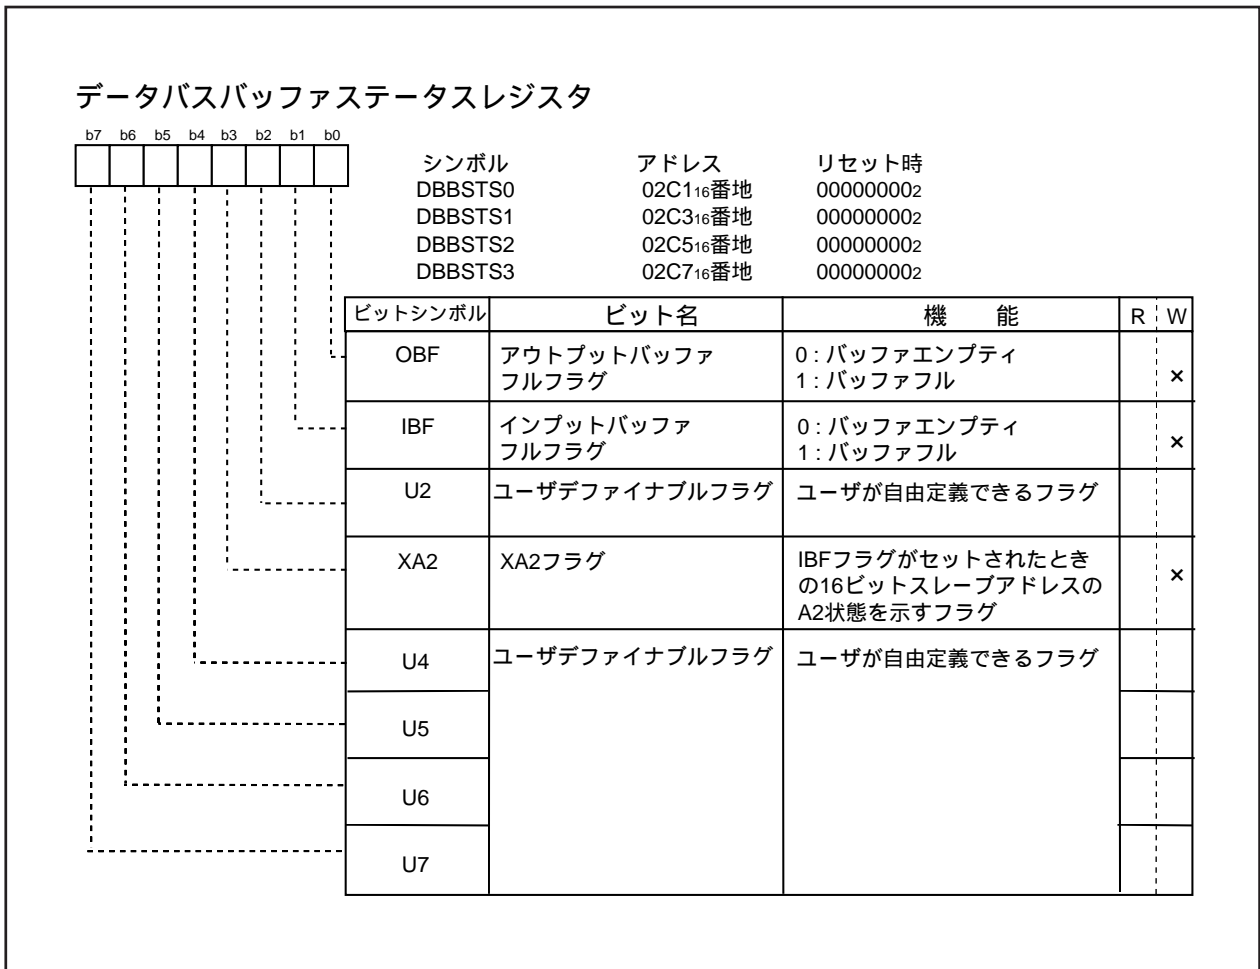 データバスバッファステータスレジスタ
b7 b6 b5 b4 b3 b2 b1 b0
シンボル アドレス リセット時
DBBSTS0 02C116番地 000000002
DBBSTS1 02C316番地 000000002
DBBSTS2 02C516番地 000000002
DBBSTS3 02C716番地 000000002
ビットシンボル ビット名 機 能 R W
OBF アウトプットバッファ 0 : バッファエンプティ
フルフラグ 1 : バッファフル ×
IBF インプットバッファ 0 : バッファエンプティ
フルフラグ 1 : バッファフル ×
U2 ユーザデファイナブルフラグ ユーザが自由定義できるフラグ
XA2 XA2フラグ IBFフラグがセットされたとき
の16ビットスレーブアドレスの ×
A2状態を示すフラグ
U4 ユーザデファイナブルフラグ ユーザが自由定義できるフラグ
U5
U6
U7